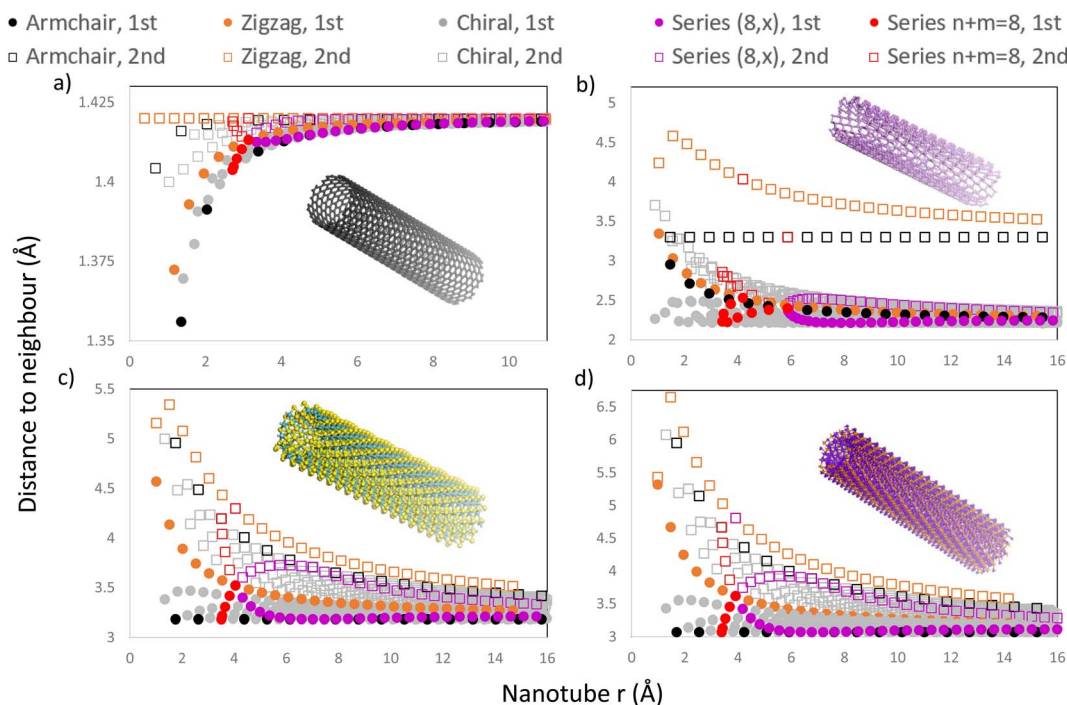 Armchair, 1st Zigzag, 1st Chiral, 1st Series (8,x), 1st Series n+m=8, 1st
Armchair, 2nd Zigzag, 2nd Chiral, 2nd Series (8,x), 2nd Series n+m=8, 2nd
a)
1.425
1.4
1.375
1.35
0 2 4 6 8 10
b)
5
4.5
4
3.5
3
2.5
2
0 2 4 6 8 10 12 14 16
c)
5.5
5
4.5
4
3.5
3
0 2 4 6 8 10 12 14 16
d)
6.5
6
5.5
5
4.5
4
3.5
3
0 2 4 6 8 10 12 14 16
Distance to neighbour (Å)
Nanotube r (Å)